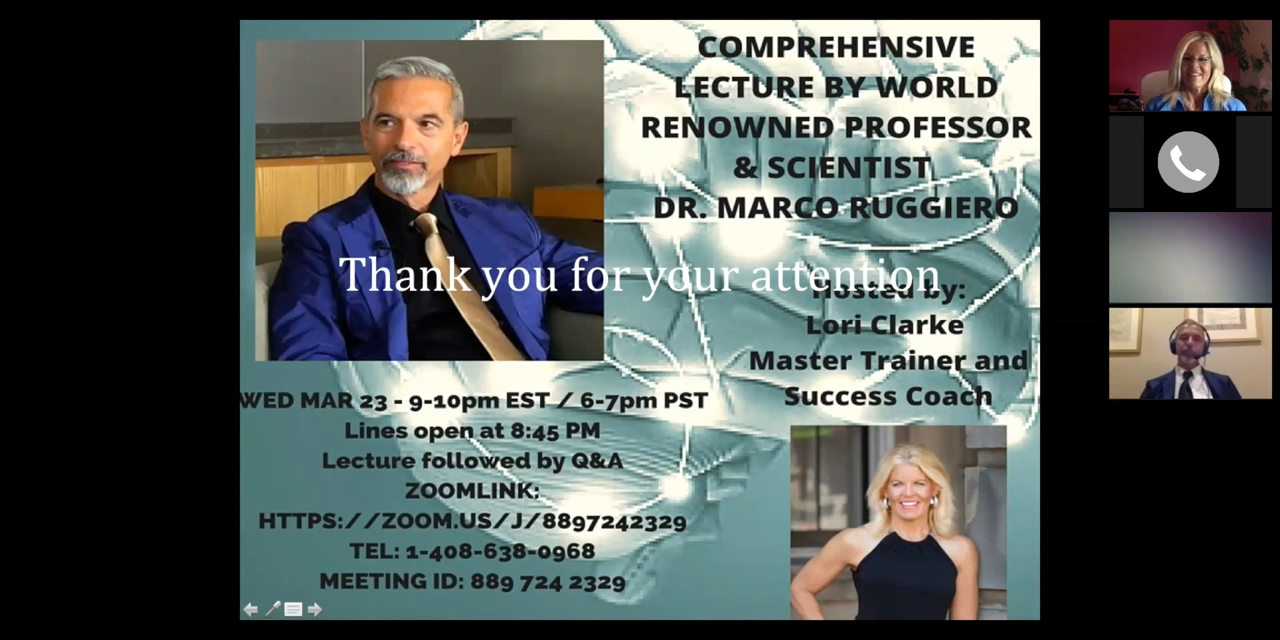 COMPREHENSIVE
LECTURE BY WORLD
RENOWNED PROFESSOR
& SCIENTIST
DR. MARCO RUGGIERO
Thank you for your attention
Hosted by:
Lori Clarke
Master Trainer and
Success Coach
WED MAR 23 - 9-10pm EST / 6-7pm PST
Lines open at 8:45 PM
Lecture followed by Q&A
ZOOMLINK:
HTTPS://ZOOM.US/J/8897242329
TEL: 1-408-638-0968
MEETING ID: 889 724 2329